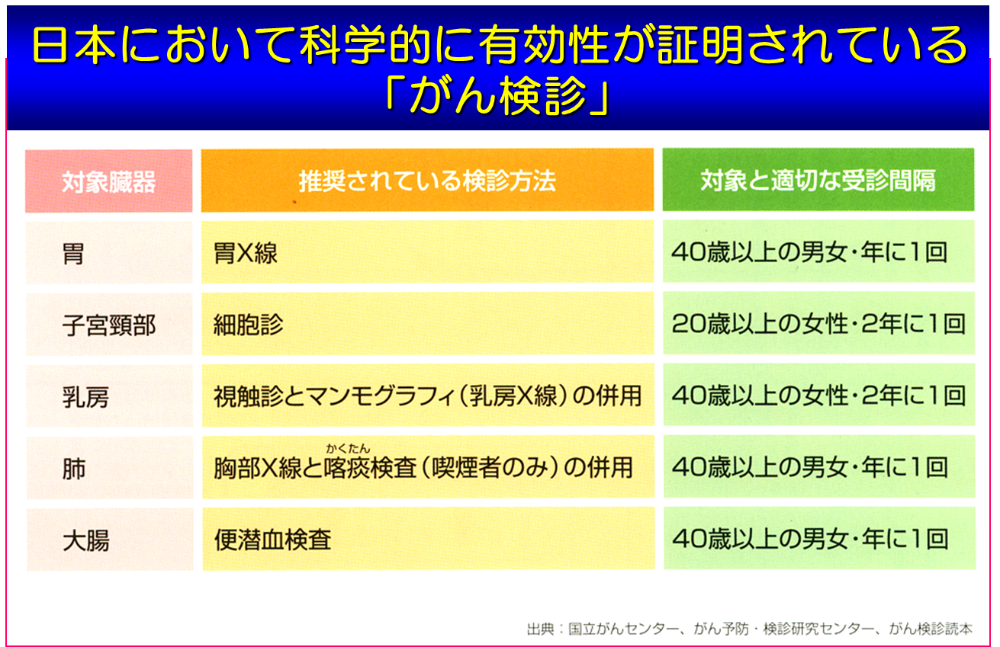 日本において科学的に有効性が証明されている
「がん検診」
対象臓器 推奨されている検診方法 対象と適切な受診間隔
胃 胃X線 40歳以上の男女・年に1回
子宮頸部 細胞診 20歳以上の女性・2年に1回
乳房 視触診とマンモグラフィ(乳房X線)の併用 40歳以上の女性・2年に1回
かくたん
肺 胸部X線と喀痰検査(喫煙者のみ)の併用 40歳以上の男女・年に1回
大腸 便潜血検査 40歳以上の男女・年に1回
出典:国立がんセンター、がん予防・検診研究センター、がん検診読本